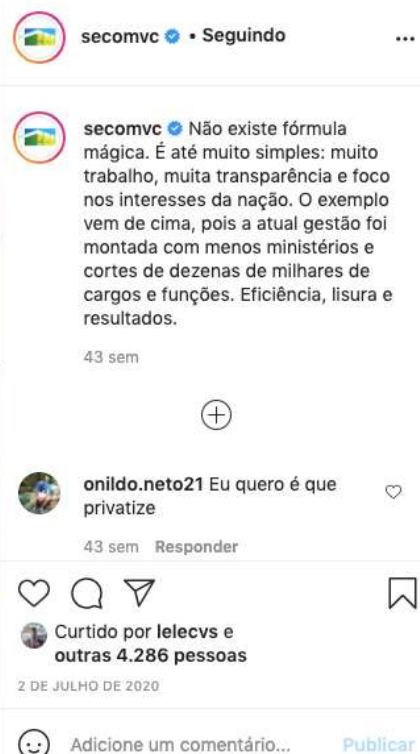 secomvc • Seguindo
secomvc Não existe fórmula
mágica. É até muito simples: muito
trabalho, muita transparência e foco
nos interesses da nação. O exemplo
vem de cima, pois a atual gestão foi
montada com menos ministérios e
cortes de dezenas de milhares de
cargos e funções. Eficiência, lisura e
resultados.
43 sem
onildo.neto21 Eu quero é que
privatize
43 sem Responder
Curtido por lelecvs e
outras 4.286 pessoas
2 DE JULHO DE 2020
Adicione um comentário... Publicar